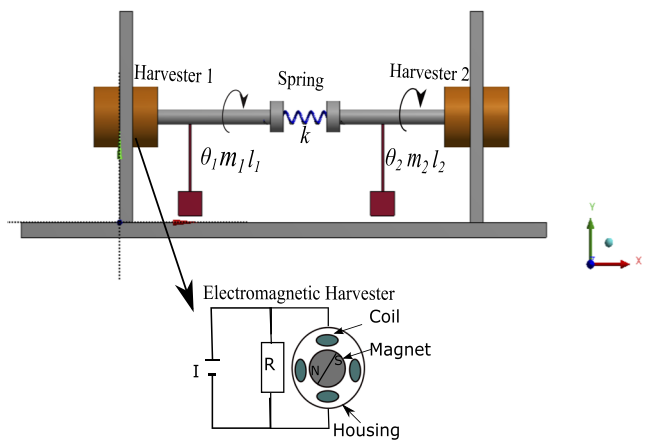 Harvester 1
Spring
Harvester 2
k
θ₁ m₁ l₁
θ₂ m₂ l₂
Y
X
Electromagnetic Harvester
Coil
Magnet
I
R
N
S
Housing